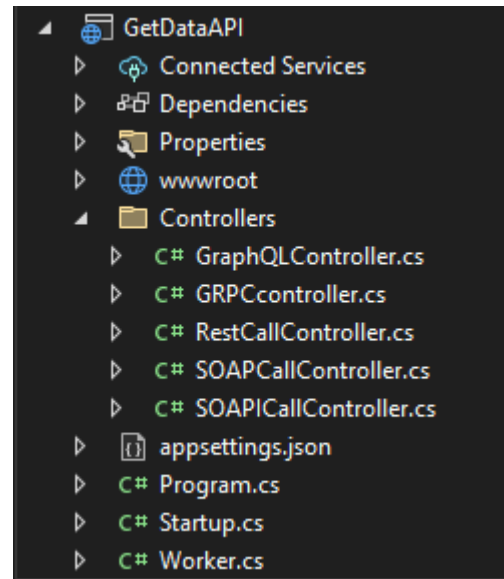 GetDataAPI
Connected Services
Dependencies
Properties
wwwroot
Controllers
C# GraphQLController.cs
C# GRPCcontroller.cs
C# RestCallController.cs
C# SOAPCallController.cs
C# SOAPICallController.cs
appsettings.json
C# Program.cs
C# Startup.cs
C# Worker.cs